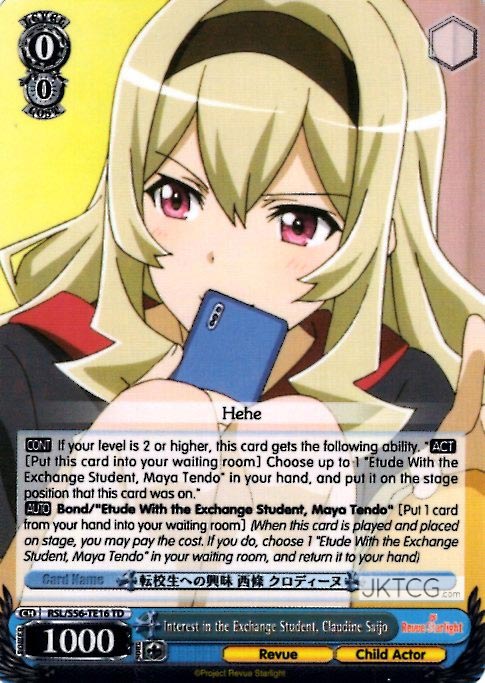 LEVEL
0
0
COST
Hehe
CONT If your level is 2 or higher, this card gets the following ability. "ACT
[Put this card into your waiting room] Choose up to 1 "Etude With the
Exchange Student, Maya Tendo" in your hand, and put it on the stage
position that this card was on."
AUTO Bond/"Etude With the Exchange Student, Maya Tendo" [Put 1
card from your hand into your waiting room] (When this card is played and placed
on stage, you may pay the cost. If you do, choose 1 "Etude With the Exchange
Student, Maya Tendo" in your waiting room, and return it to your hand)
Card Name 転校生への興味 西條 クロディーヌ
JKTCG.com
CH RSL/S56-TE16 TD
POWER 1000 SOUL Interest in the Exchange Student, Claudine Saijo Revue Starlight
Revue Child Actor
©Project Revue Starlight